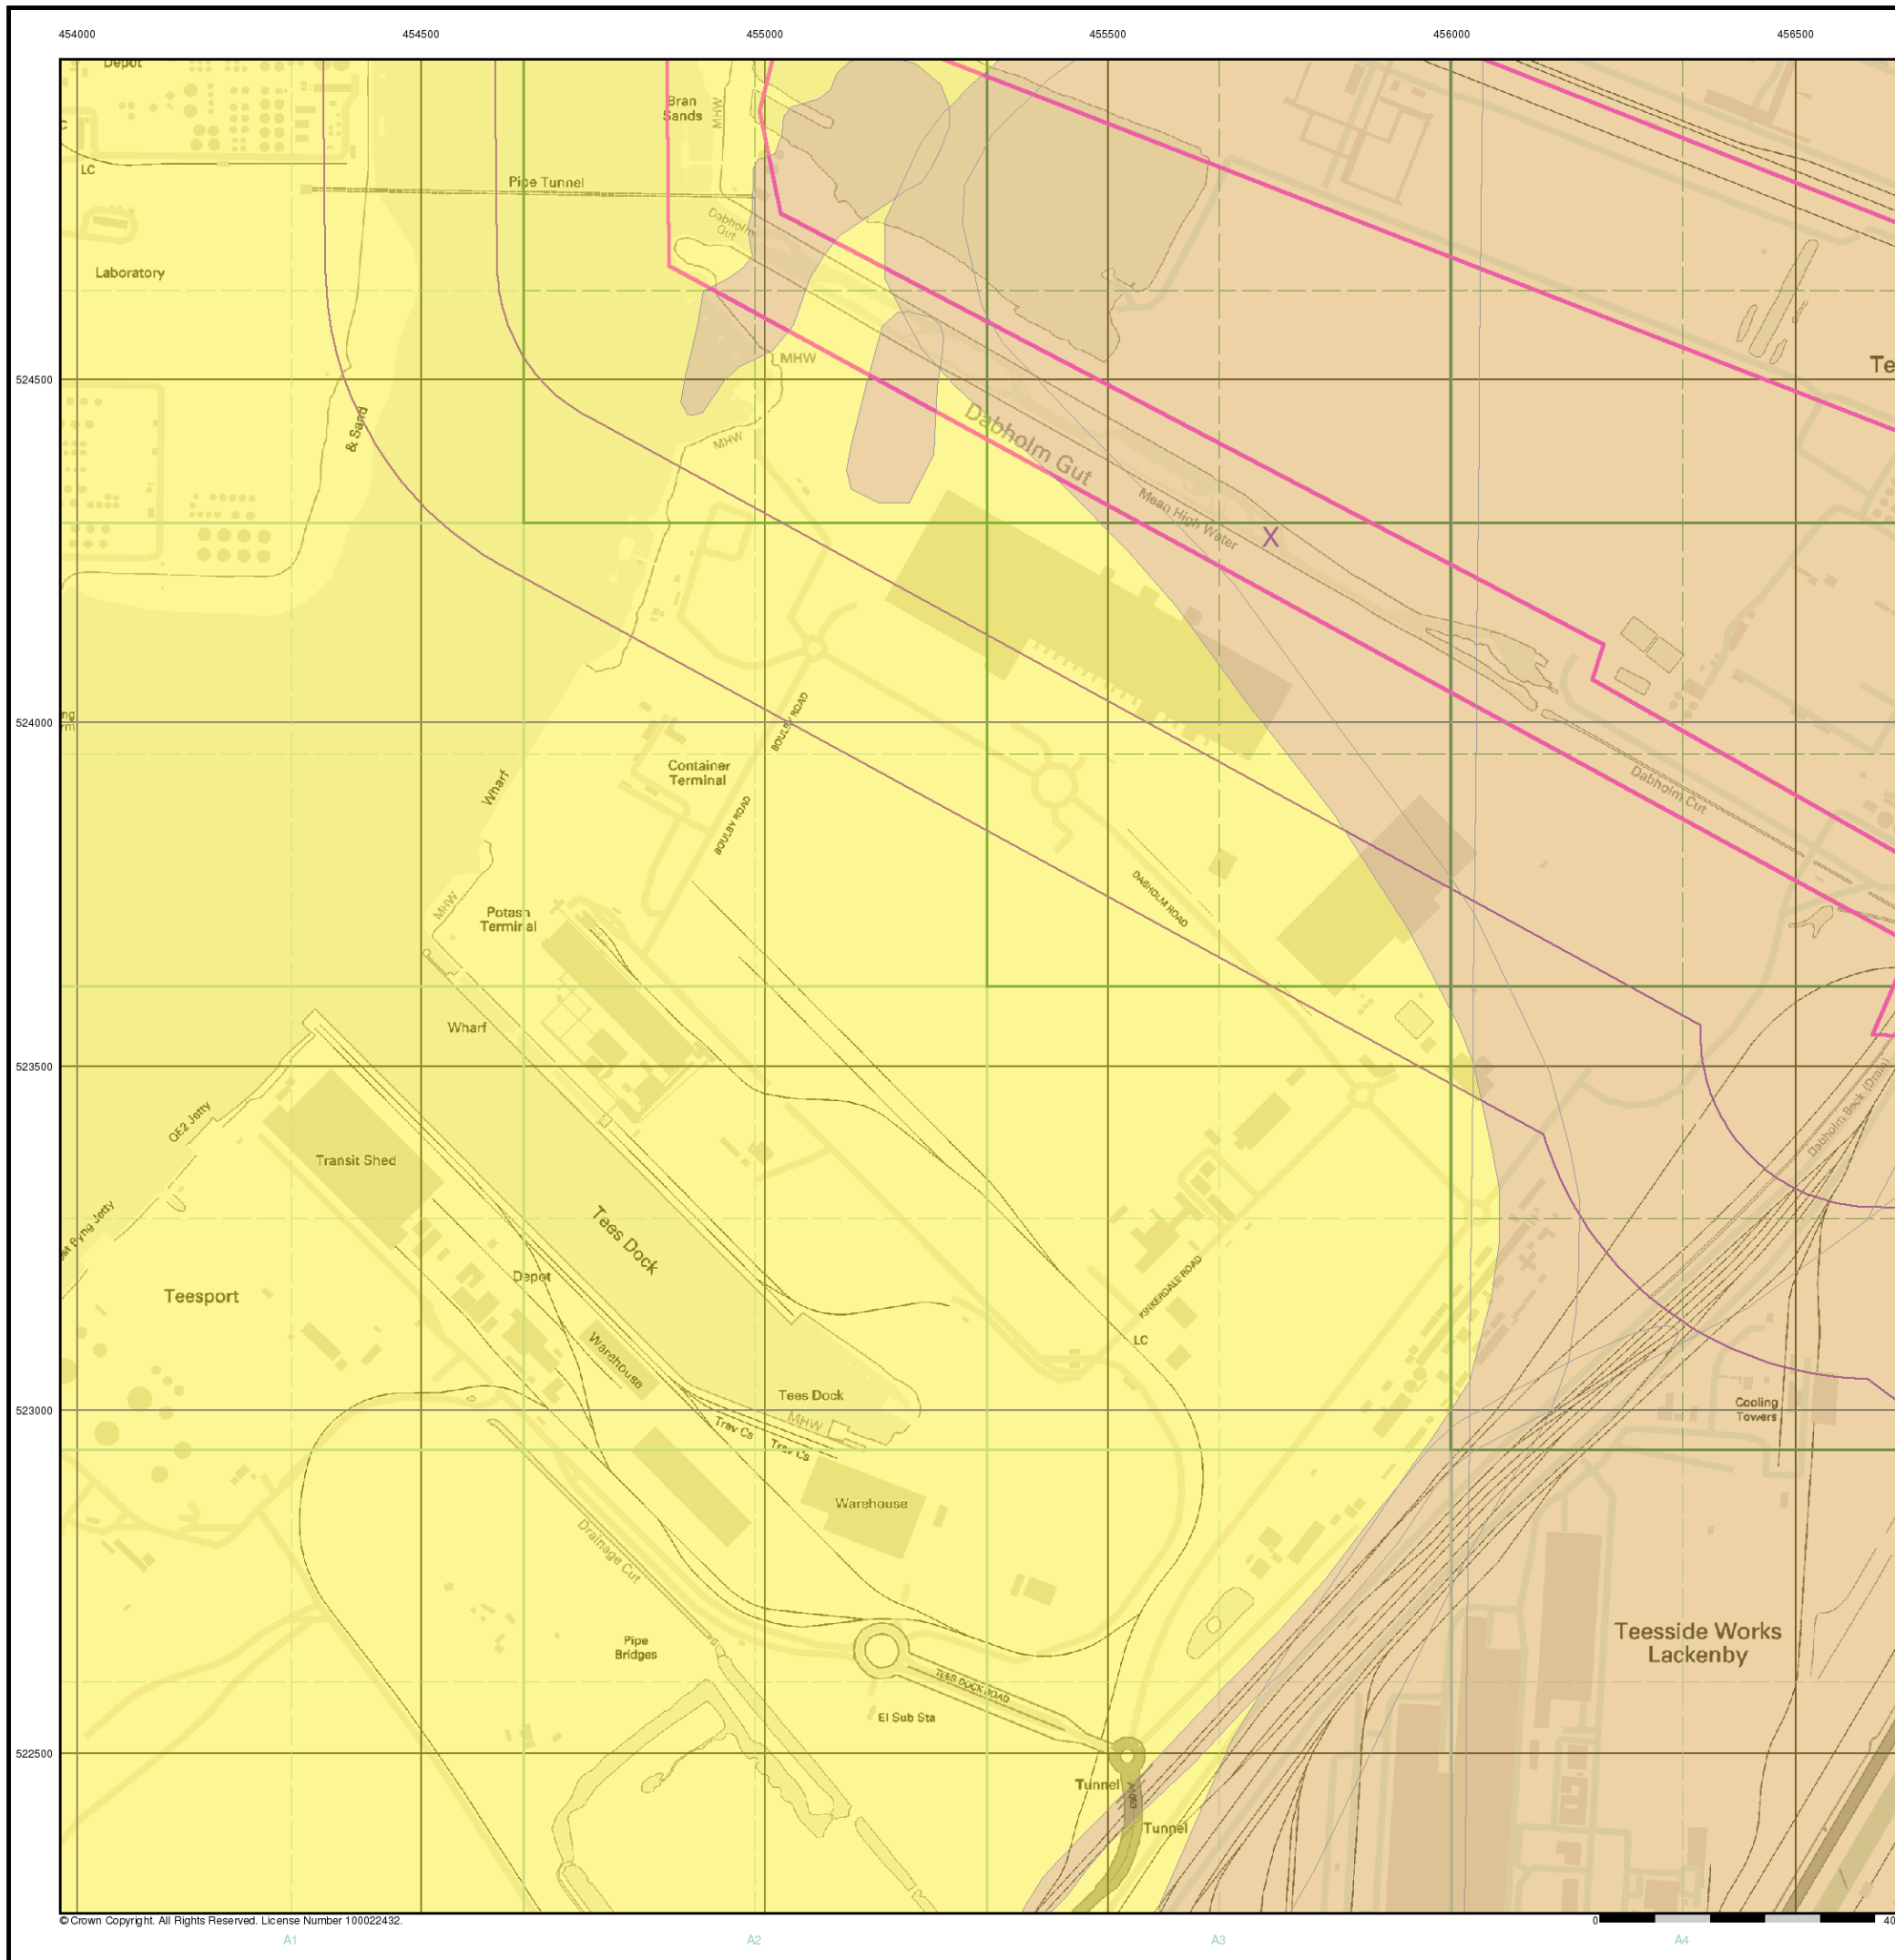 454000 454500 455000 455500 456000 456500
Depot
Bran
Sands
MHW
C
LC
Pipe Tunnel
Dabholm
Gut
Laboratory
MHW
524500
Te
& Sand
MHW
Dabholm Gut
Mean High Water
X
524000
ng
rm
BOULBY ROAD
Container
Terminal
Wharf
Dabholm Cut
BOULBY ROAD
DABHOLM ROAD
MHW
Potash
Terminal
Wharf
523500
Dabholm Beck (Drain)
QE2 Jetty
Transit Shed
Byng Jetty
Tees Dock
Depot
KINKERDALE ROAD
Teesport
LC
Warehouse
Tees Dock
523000
MHW
Cooling
Towers
Trav Cs
Trav Cs
Warehouse
Drainage Cut
Pipe
Bridges
Teesside Works
Lackenby
TEES DOCK ROAD
El Sub Sta
522500
Tunnel
Tunnel
© Crown Copyright. All Rights Reserved. License Number 100022432.
0
40
A1 A2 A3 A4